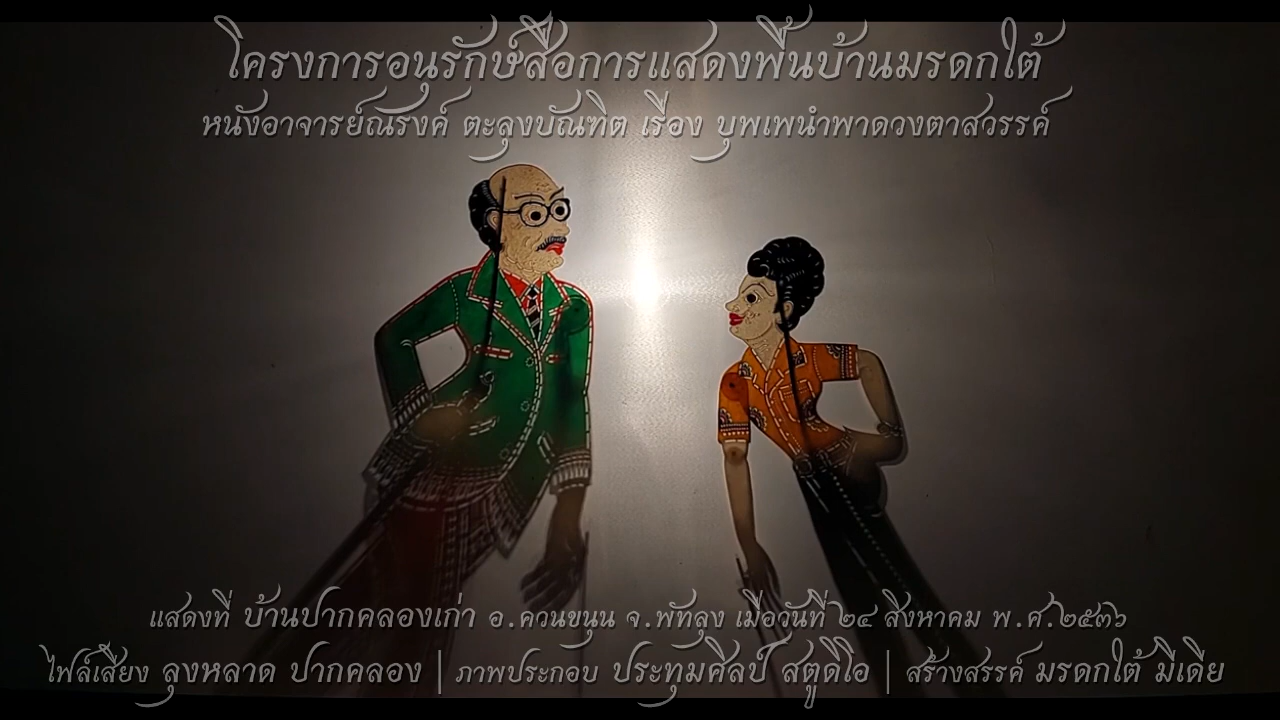 โครงการอนุรักษ์สื่อการแสดงพื้นบ้านมรดกใต้
หนังอาจารย์ณรงค์ ตะลุงบัณฑิต เรื่อง บุพเพนำพาดวงตาสวรรค์
แสดงที่ บ้านปากคลองเก่า อ.ควนขนุน จ.พัทลุง เมื่อวันที่ ๒๔ สิงหาคม พ.ศ.๒๕๓๖
ไฟล์เสียง ลุงหลาด ปากคลอง | ภาพประกอบ ประทุมศิลป์ สตูดิโอ | สร้างสรรค์ มรดกใต้ มีเดีย